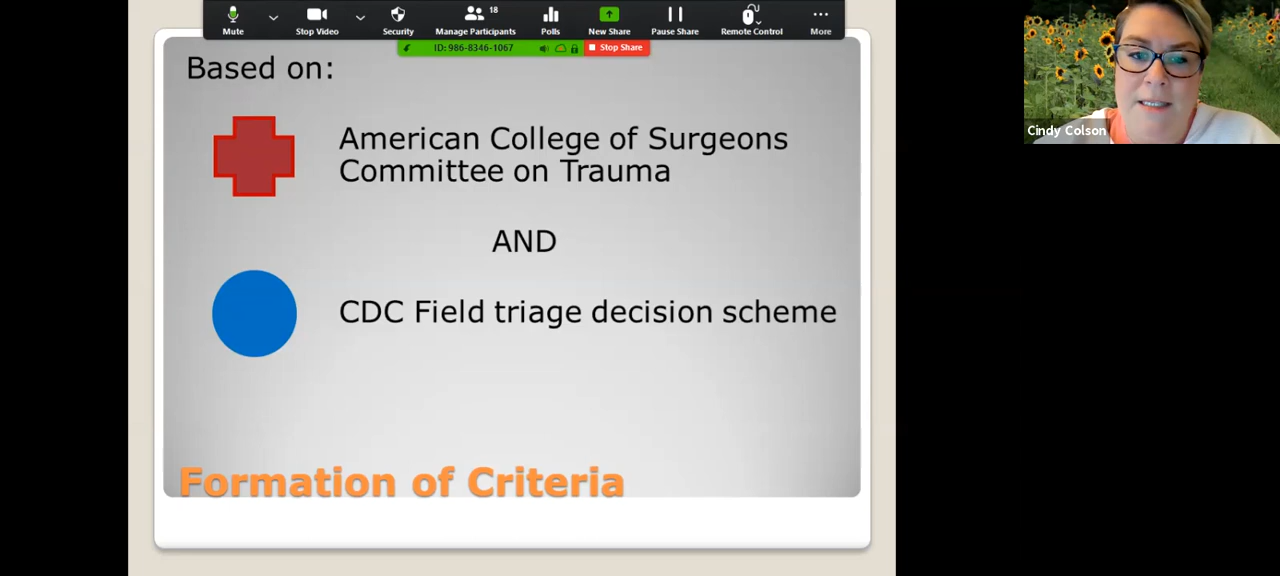 Mute
Stop Video
Security
18
Manage Participants
Polls
New Share
Pause Share
Remote Control
More
ID: 986-8346-1067
Stop Share
Based on:
American College of Surgeons
Committee on Trauma
AND
CDC Field triage decision scheme
Formation of Criteria
Cindy Colson